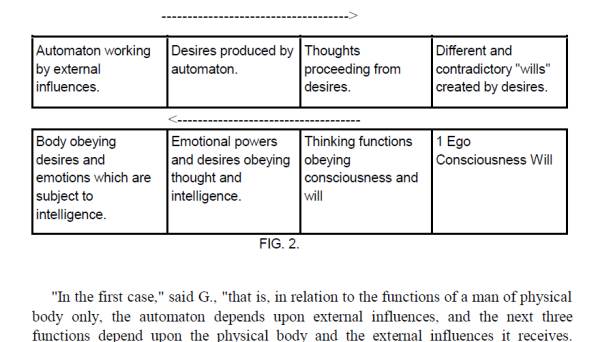 ----------------------------------->
Automaton working Desires produced by Thoughts Different and
by external automaton. proceeding from contradictory "wills"
influences. desires. created by desires.
<-----------------------------------
Body obeying Emotional powers Thinking functions 1 Ego
desires and and desires obeying obeying Consciousness Will
emotions which are thought and consciousness and
subject to intelligence. will
intelligence.
FIG. 2.
"In the first case," said G., "that is, in relation to the functions of a man of physical
body only, the automaton depends upon external influences, and the next three
functions depend upon the physical body and the external influences it receives.